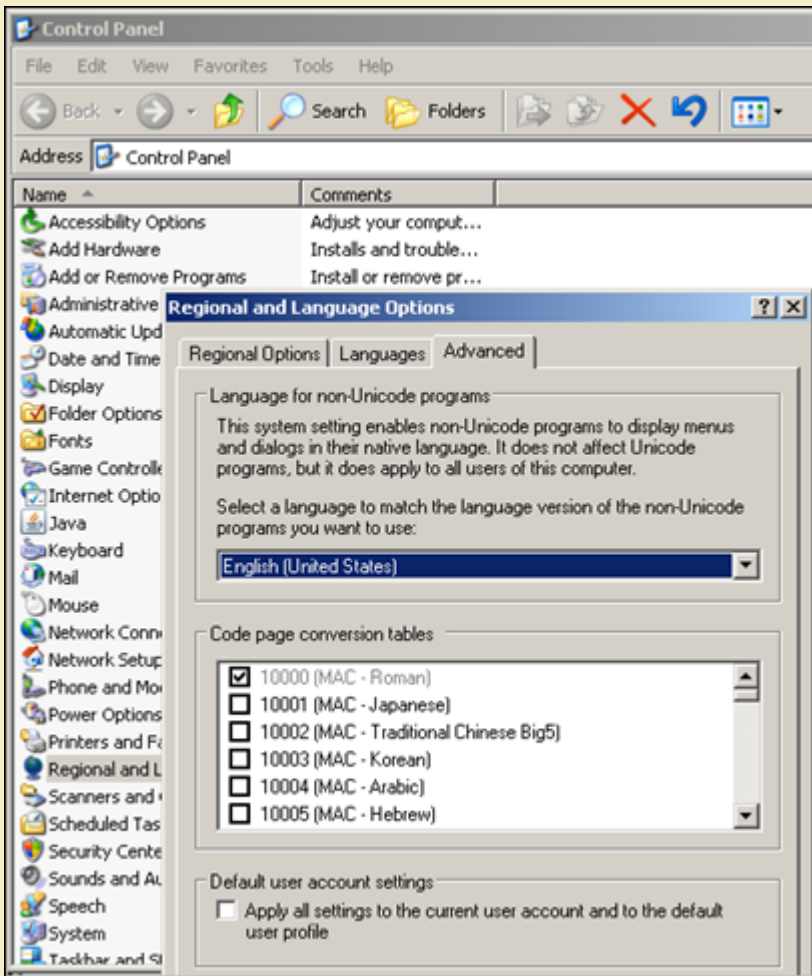 Control Panel
File Edit View Favorites Tools Help
Back Search Folders
Address Control Panel
Name Comments
Accessibility Options Adjust your comput...
Add Hardware Installs and trouble...
Add or Remove Programs Install or remove pr...
Administrative
Regional and Language Options
Automatic Upd
Regional Options Languages Advanced
Date and Time
Display
Language for non-Unicode programs
Folder Options
This system setting enables non-Unicode programs to display menus
Fonts
and dialogs in their native language. It does not affect Unicode
Game Controlle
programs, but it does apply to all users of this computer.
Internet Optio
Select a language to match the language version of the non-Unicode
Java
programs you want to use:
Keyboard
English (United States)
Mail
Mouse
Network Conn
Code page conversion tables
Network Setup
10000 (MAC - Roman)
Phone and Mo
10001 (MAC - Japanese)
Power Options
10002 (MAC - Traditional Chinese Big5)
Printers and Fa
10003 (MAC - Korean)
Regional and L
10004 (MAC - Arabic)
Scanners and
10005 (MAC - Hebrew)
Scheduled Tas
Security Cente
Sounds and Au
Default user account settings
Speech
Apply all settings to the current user account and to the default
System
user profile
Taskbar and St